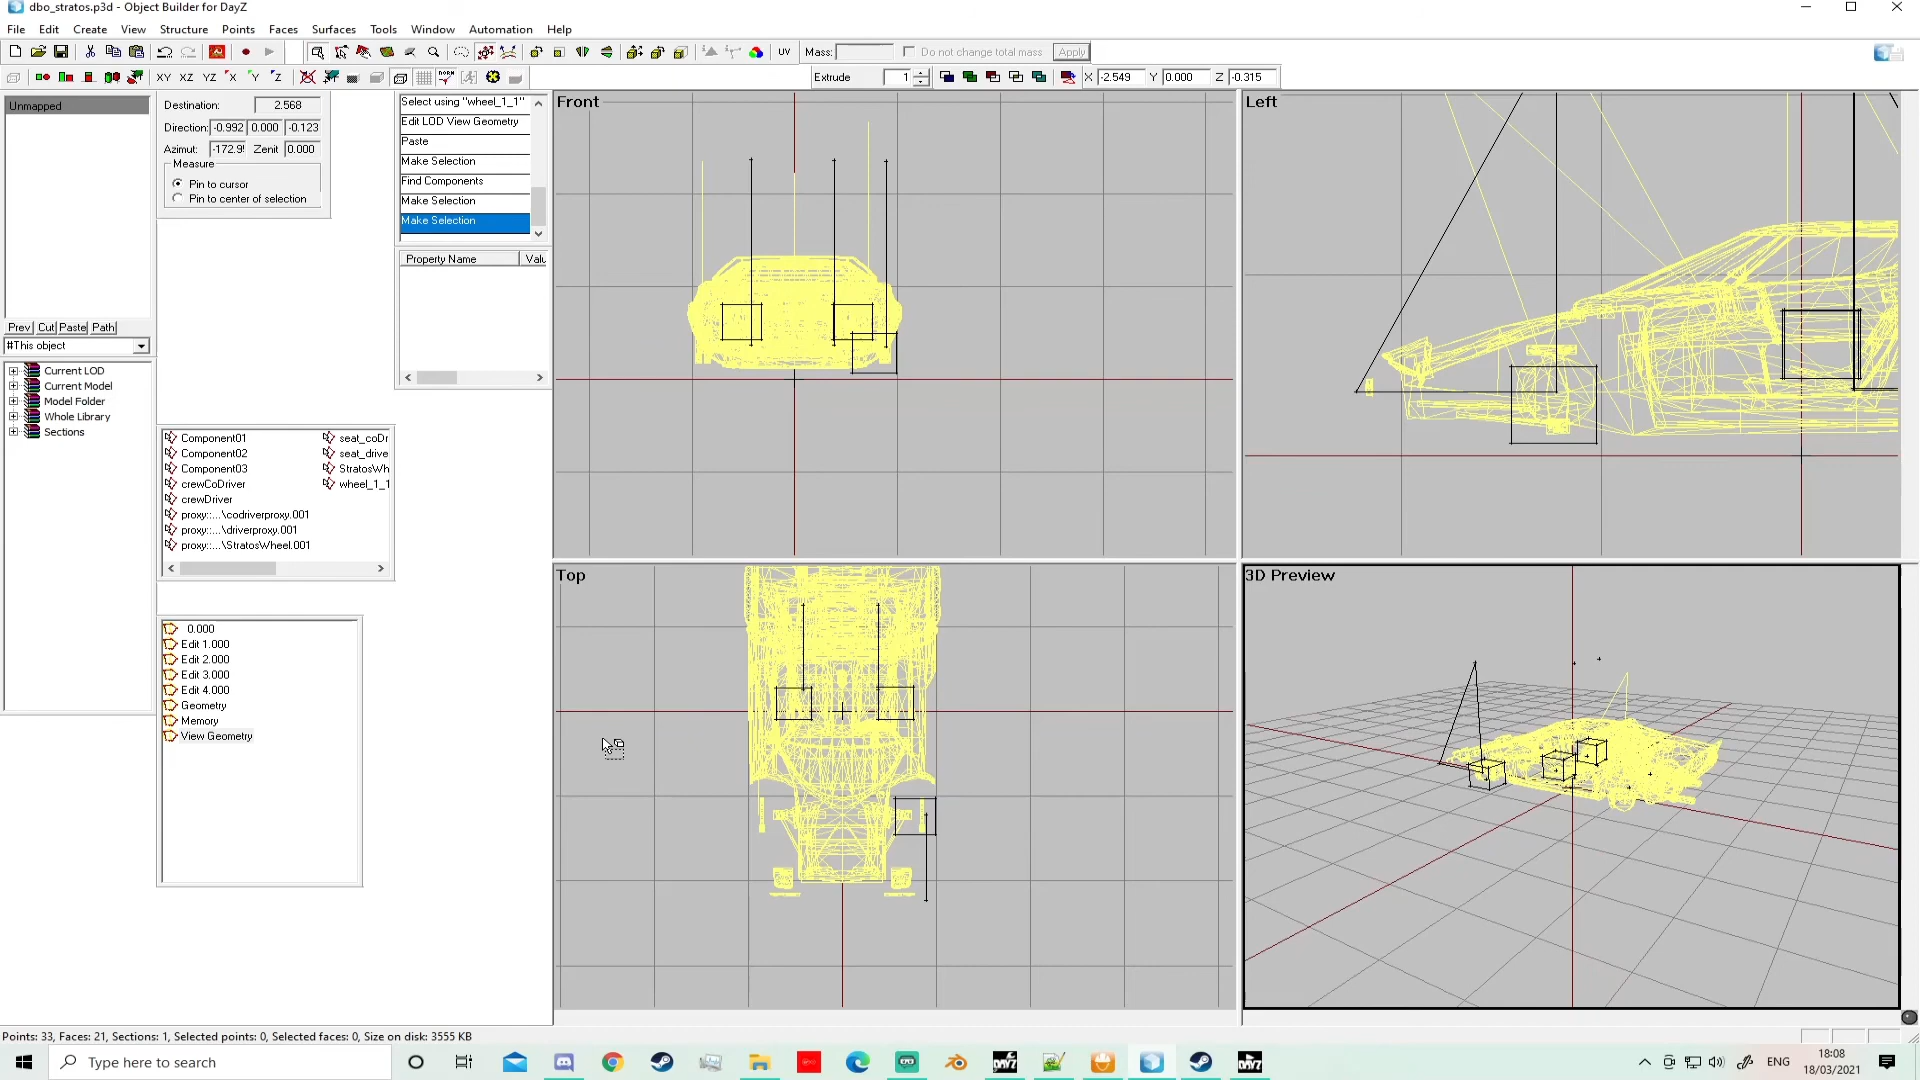 dbo_stratos.p3d - Object Builder for DayZ
File Edit Create View Structure Points Faces Surfaces Tools Window Automation Help
UV Mass: Do not change total mass Apply
XY XZ YZ X Y Z Extrude 1 X -2.549 Y 0.000 Z -0.315
Unmapped
Prev Cut Paste Path
#This object
Current LOD
Current Model
Model Folder
Whole Library
Sections
Destination: 2.568
Direction: -0.992 0.000 -0.123
Azimut: -172.9 Zenit 0.000
Measure
Pin to cursor
Pin to center of selection
Select using "wheel_1_1"
Edit LOD View Geometry
Paste
Make Selection
Find Components
Make Selection
Make Selection
Property Name Valu
Component01
Component02
Component03
crewCoDriver
crewDriver
proxy:...\codriverproxy.001
proxy:...\driverproxy.001
proxy:...\StratosWheel.001
seat_coDr
seat_drive
StratosWh
wheel_1_1
0.000
Edit 1.000
Edit 2.000
Edit 3.000
Edit 4.000
Geometry
Memory
View Geometry
Front
Left
Top
3D Preview
Points: 33, Faces: 21, Sections: 1, Selected points: 0, Selected faces: 0, Size on disk: 3555 KB
Type here to search
ENG
18:08
18/03/2021